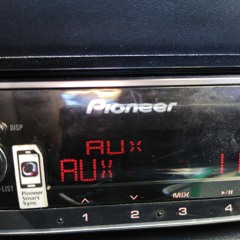 Pioneer
DISP
AUX
AUX
LIST
Pioneer
Smart
Sync
MIX
1 2 3 4